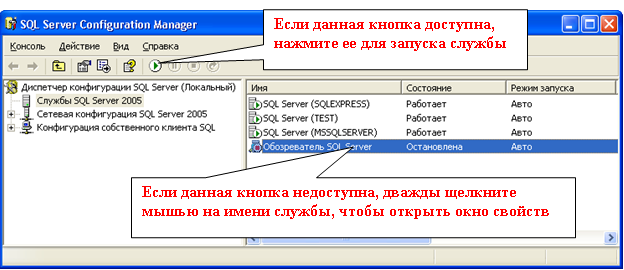 SQL Server Configuration Manager
Если данная кнопка доступна,
нажмите ее для запуска службы
Консоль Действие Вид Справка
Диспетчер конфигурации SQL Server (Локальный)
Службы SQL Server 2005
Сетевая конфигурация SQL Server 2005
Конфигурация собственного клиента SQL
Имя Состояние Режим запуска
SQL Server (SQLEXPRESS) Работает Авто
SQL Server (TEST) Работает Авто
SQL Server (MSSQLSERVER) Работает Авто
Обозреватель SQL Server Остановлена Авто
Если данная кнопка недоступна, дважды щелкните
мышью на имени службы, чтобы открыть окно свойств